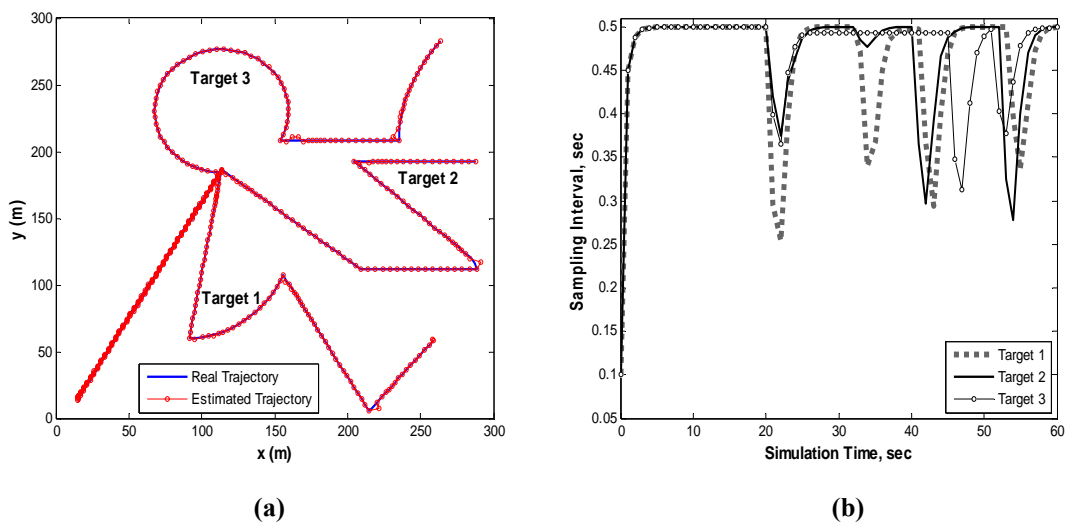 300
250
200
150
100
50
0
y (m)
Target 3
Target 2
Target 1
Real Trajectory
Estimated Trajectory
0 50 100 150 200 250 300
x (m)
(a)
0.5
0.45
0.4
0.35
0.3
0.25
0.2
0.15
0.1
0.05
Sampling Interval, sec
Target 1
Target 2
Target 3
0 10 20 30 40 50 60
Simulation Time, sec
(b)